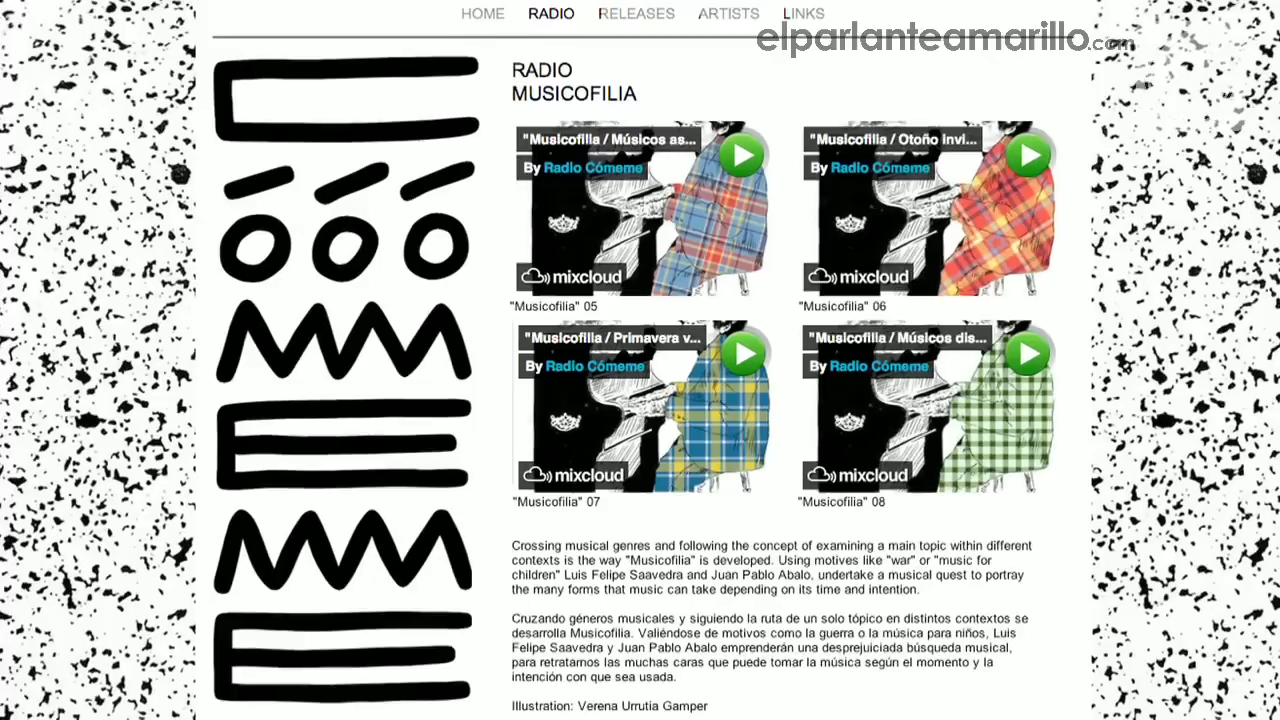 HOME RADIO RELEASES ARTISTS LINKS
elparlanteamarillo.com
RADIO
MUSICOFILIA
"Musicofilia / Músicos as...
By Radio Cómeme
mixcloud
"Musicofilia" 05
"Musicofilia / Otoño invi...
By Radio Cómeme
mixcloud
"Musicofilia" 06
"Musicofilia / Primavera v...
By Radio Cómeme
mixcloud
"Musicofilia" 07
"Musicofilia / Músicos dis...
By Radio Cómeme
mixcloud
"Musicofilia" 08
Crossing musical genres and following the concept of examining a main topic within different
contexts is the way "Musicofilia" is developed. Using motives like "war" or "music for
children" Luis Felipe Saavedra and Juan Pablo Abalo, undertake a musical quest to portray
the many forms that music can take depending on its time and intention.
Cruzando géneros musicales y siguiendo la ruta de un solo tópico en distintos contextos se
desarrolla Musicofilia. Valiéndose de motivos como la guerra o la música para niños, Luis
Felipe Saavedra y Juan Pablo Abalo emprenderán una desprejuiciada búsqueda musical,
para retratarnos las muchas caras que puede tomar la música según el momento y la
intención con que sea usada.
Illustration: Verena Urrutia Gamper